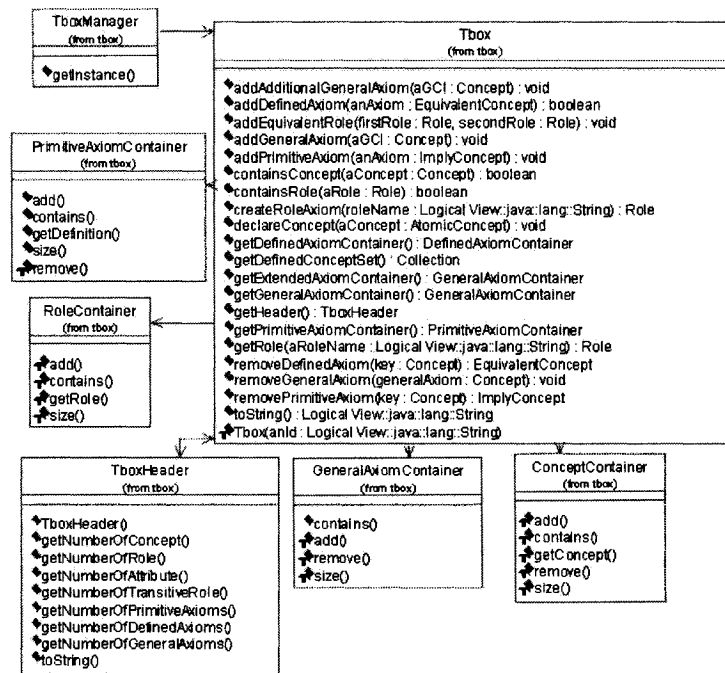 TboxManager
(from tbox)
getInstance()
Tbox
(from tbox)
addAdditionalGeneralAxiom(aGCI : Concept) : void
addDefinedAxiom(anAxiom : EquivalentConcept) : boolean
addEquivalentRole(firstRole : Role, secondRole : Role) : void
addGeneralAxiom(aGCI : Concept) : void
addPrimitiveAxiom(anAxiom : ImplyConcept) : void
containsConcept(aConcept : Concept) : boolean
containsRole(aRole : Role) : boolean
createRoleAxiom(roleName : Logical View::java::lang::String) : Role
declareConcept(aConcept : AtomicConcept) : void
getDefinedAxiomContainer() : DefinedAxiomContainer
getDefinedConceptSet() : Collection
getExtendedAxiomContainer() : GeneralAxiomContainer
getGeneralAxiomContainer() : GeneralAxiomContainer
getHeader() : TboxHeader
getPrimitiveAxiomContainer() : PrimitiveAxiomContainer
getRole(aRoleName : Logical View::java::lang::String) : Role
removeDefinedAxiom(key : Concept) : EquivalentConcept
removeGeneralAxiom(generalAxiom : Concept) : void
removePrimitiveAxiom(key : Concept) : ImplyConcept
toString() : Logical View::java::lang::String
Tbox(anId : Logical View::java::lang::String)
PrimitiveAxiomContainer
(from tbox)
add()
contains()
getDefinition()
size()
remove()
RoleContainer
(from tbox)
add()
contains()
getRole()
size()
TboxHeader
(from tbox)
TboxHeader()
getNumberOfConcept()
getNumberOfRole()
getNumberOfAttribute()
getNumberOfTransitiveRole()
getNumberOfPrimitiveAxioms()
getNumberOfDefinedAxioms()
getNumberOfGeneralAxioms()
toString()
GeneralAxiomContainer
(from tbox)
contains()
add()
remove()
size()
ConceptContainer
(from tbox)
add()
contains()
getConcept()
remove()
size()